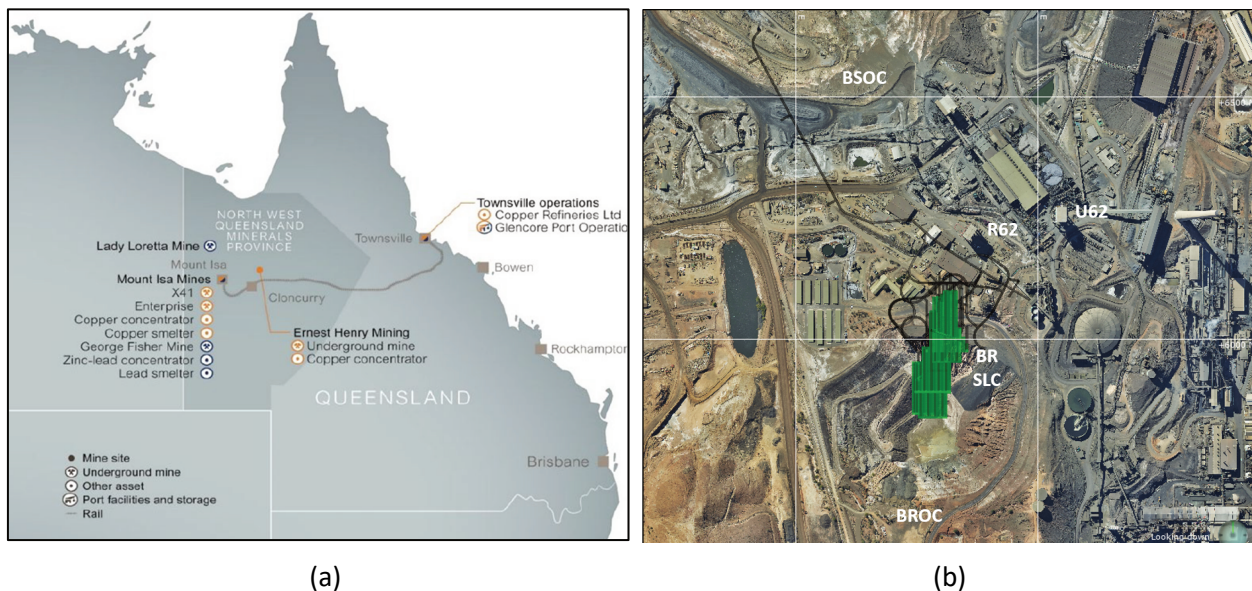 NORTH WEST
QUEENSLAND
MINERALS
PROVINCE
Townsville operations
Copper Refineries Ltd
Glencore Port Operatio
Lady Loretta Mine
Townsville
Mount Isa
Mount Isa Mines
Bowen
X41
Cloncurry
Enterprise
Copper concentrator
Copper smelter
George Fisher Mine
Zinc-lead concentrator
Lead smelter
Ernest Henry Mining
Underground mine
Copper concentrator
Rockhampton
QUEENSLAND
Brisbane
Mine site
Underground mine
Other asset
Port facilities and storage
Rail
(a)
BSOC
E
E
+6500 N
U62
R62
+6000 N
BR
SLC
BROC
Looking down
(b)